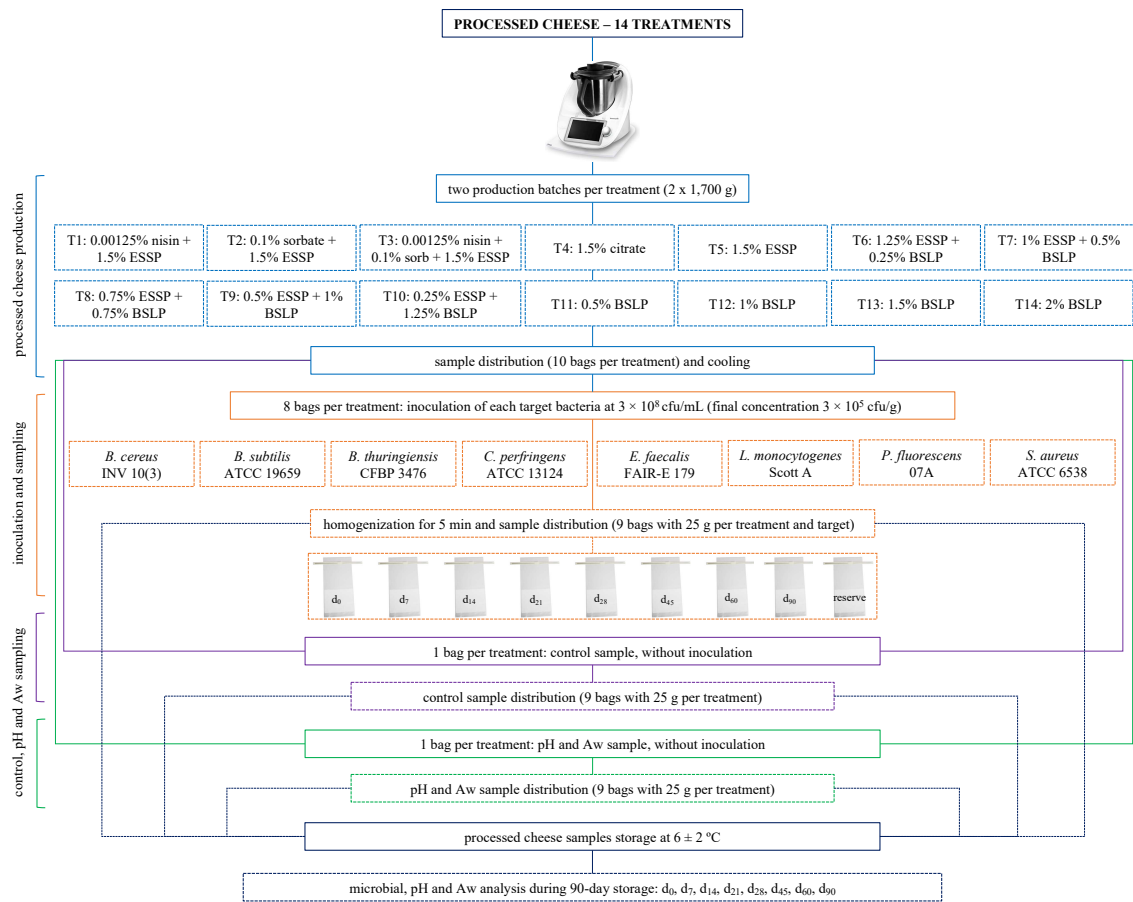 PROCESSED CHEESE – 14 TREATMENTS
two production batches per treatment (2 x 1,700 g)
processed cheese production
T1: 0.00125% nisin +
1.5% ESSP
T2: 0.1% sorbate +
1.5% ESSP
T3: 0.00125% nisin +
0.1% sorb + 1.5% ESSP
T4: 1.5% citrate
T5: 1.5% ESSP
T6: 1.25% ESSP +
0.25% BSLP
T7: 1% ESSP + 0.5%
BSLP
T8: 0.75% ESSP +
0.75% BSLP
T9: 0.5% ESSP + 1%
BSLP
T10: 0.25% ESSP +
1.25% BSLP
T11: 0.5% BSLP
T12: 1% BSLP
T13: 1.5% BSLP
T14: 2% BSLP
sample distribution (10 bags per treatment) and cooling
inoculation and sampling
8 bags per treatment: inoculation of each target bacteria at 3 × 10⁸ cfu/mL (final concentration 3 × 10⁵ cfu/g)
B. cereus
INV 10(3)
B. subtilis
ATCC 19659
B. thuringiensis
CFBP 3476
C. perfringens
ATCC 13124
E. faecalis
FAIR-E 179
L. monocytogenes
Scott A
P. fluorescens
07A
S. aureus
ATCC 6538
homogenization for 5 min and sample distribution (9 bags with 25 g per treatment and target)
d₀
d₇
d₁₄
d₂₁
d₂₈
d₄₅
d₆₀
d₉₀
reserve
control, pH and Aw sampling
1 bag per treatment: control sample, without inoculation
control sample distribution (9 bags with 25 g per treatment)
1 bag per treatment: pH and Aw sample, without inoculation
pH and Aw sample distribution (9 bags with 25 g per treatment)
processed cheese samples storage at 6 ± 2 ºC
microbial, pH and Aw analysis during 90-day storage: d₀, d₇, d₁₄, d₂₁, d₂₈, d₄₅, d₆₀, d₉₀